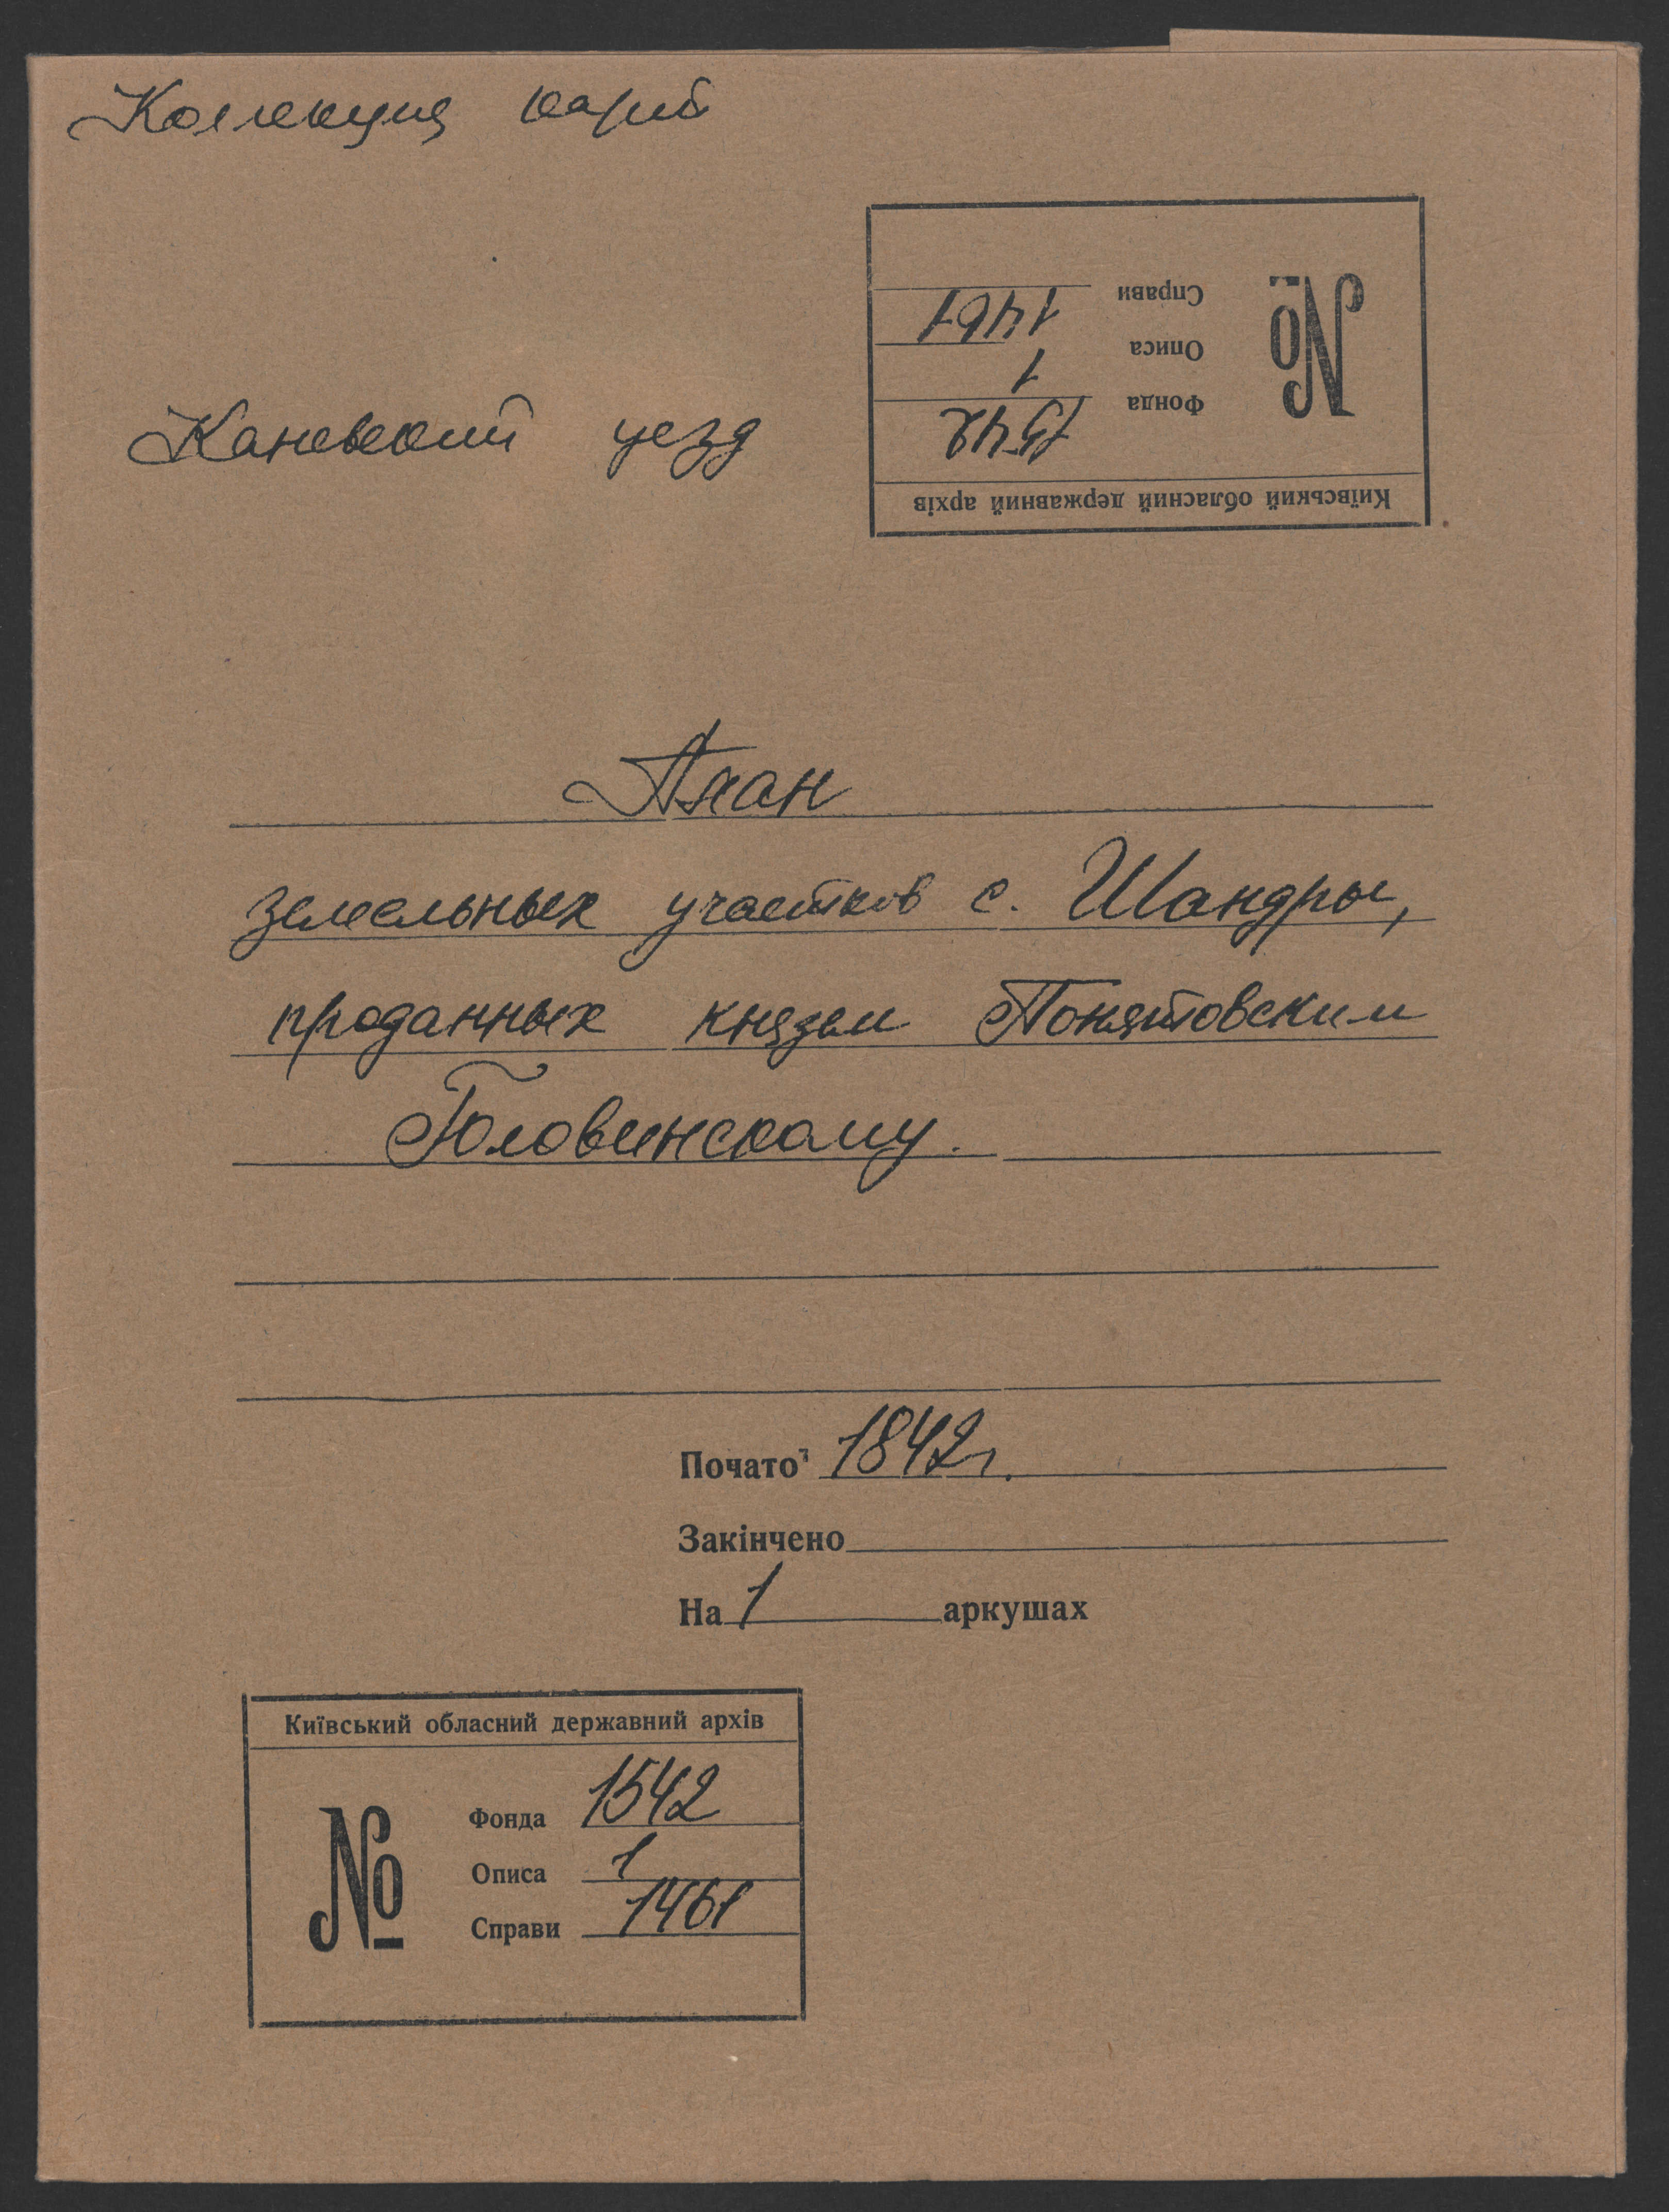 Коллекция карт
Справи 1461
Описа 1
Фонда 1542
№
Київський обласний державний архів
Каневский уезд
План
земельных участков с. Шандры,
проданных князем Понятовским
Головинскому.
Почато 1842г.
Закінчено
На 1 аркушах
Київський обласний державний архів
№
Фонда 1542
Описа 1
Справи 1461